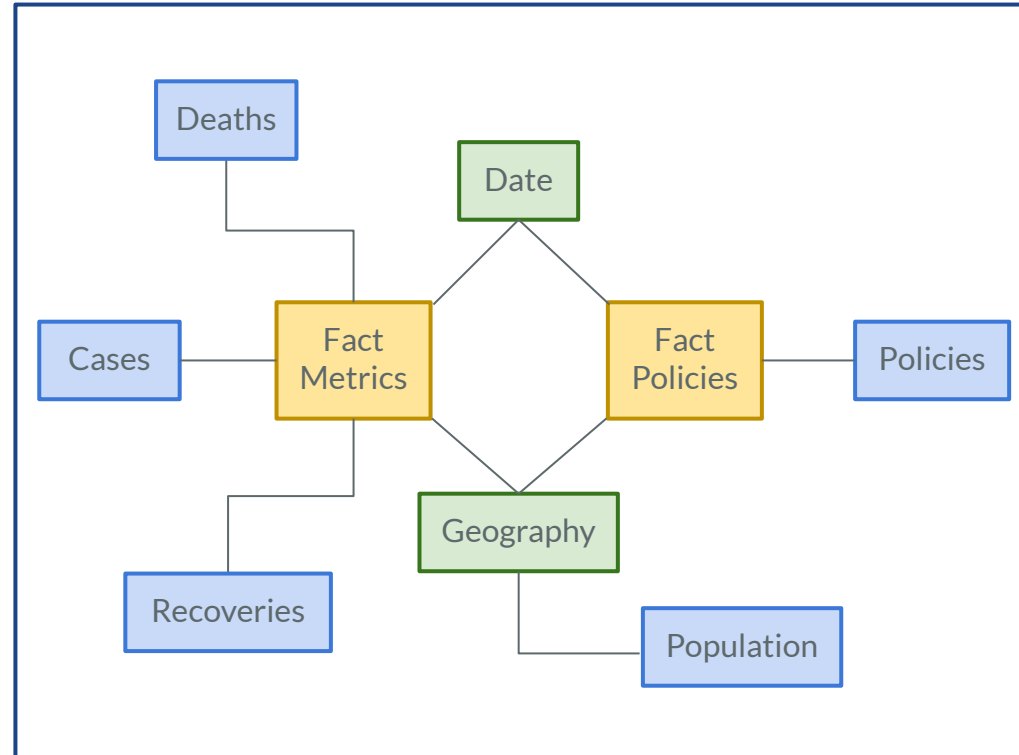 Deaths
Date
Fact
Metrics
Fact
Policies
Cases
Policies
Geography
Recoveries
Population